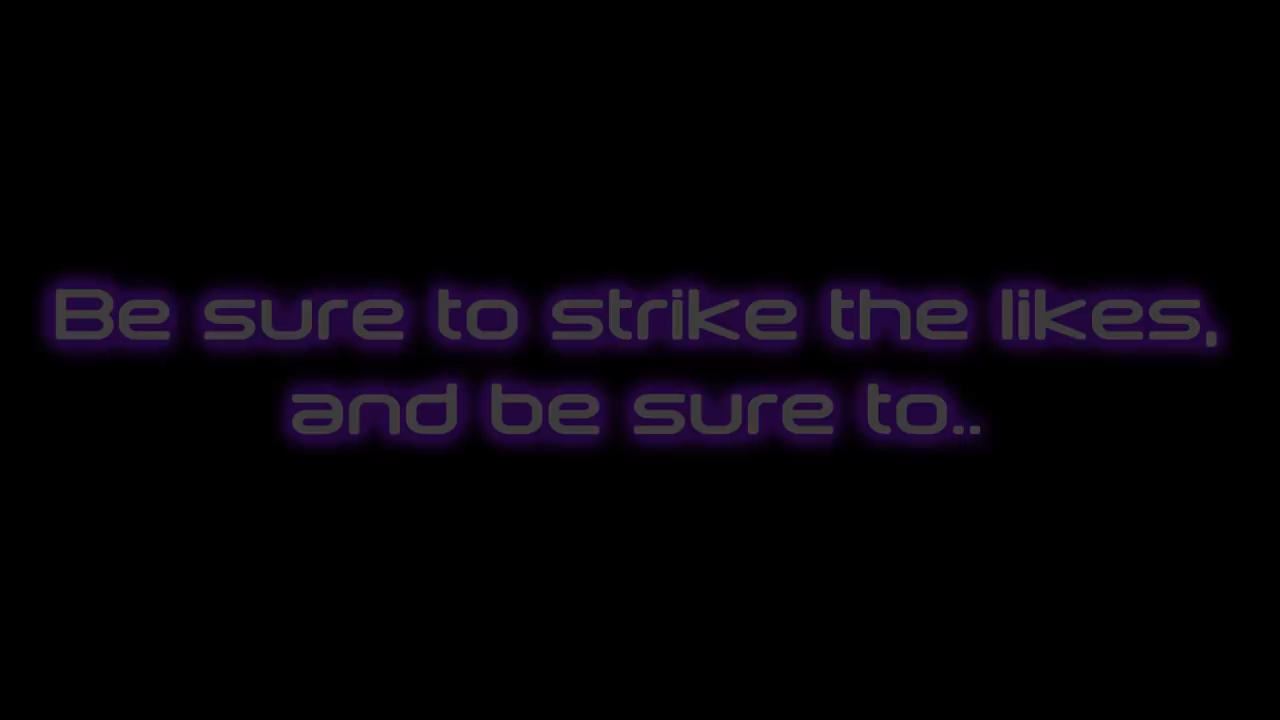 Be sure to strike the likes,
and be sure to..